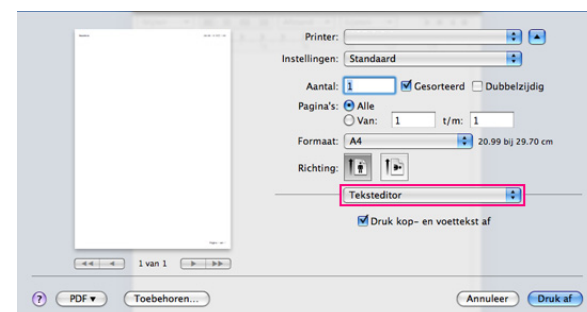 Printer:
Instellingen: Standaard
Aantal: 1 Gesorteerd Dubbelzijdig
Pagina's: Alle
Van: 1 t/m: 1
Formaat: A4 20.99 bij 29.70 cm
Richting:
Teksteditor
Druk kop- en voettekst af
1 van 1
? PDF ▾ Toebehoren... Annuleer Druk af